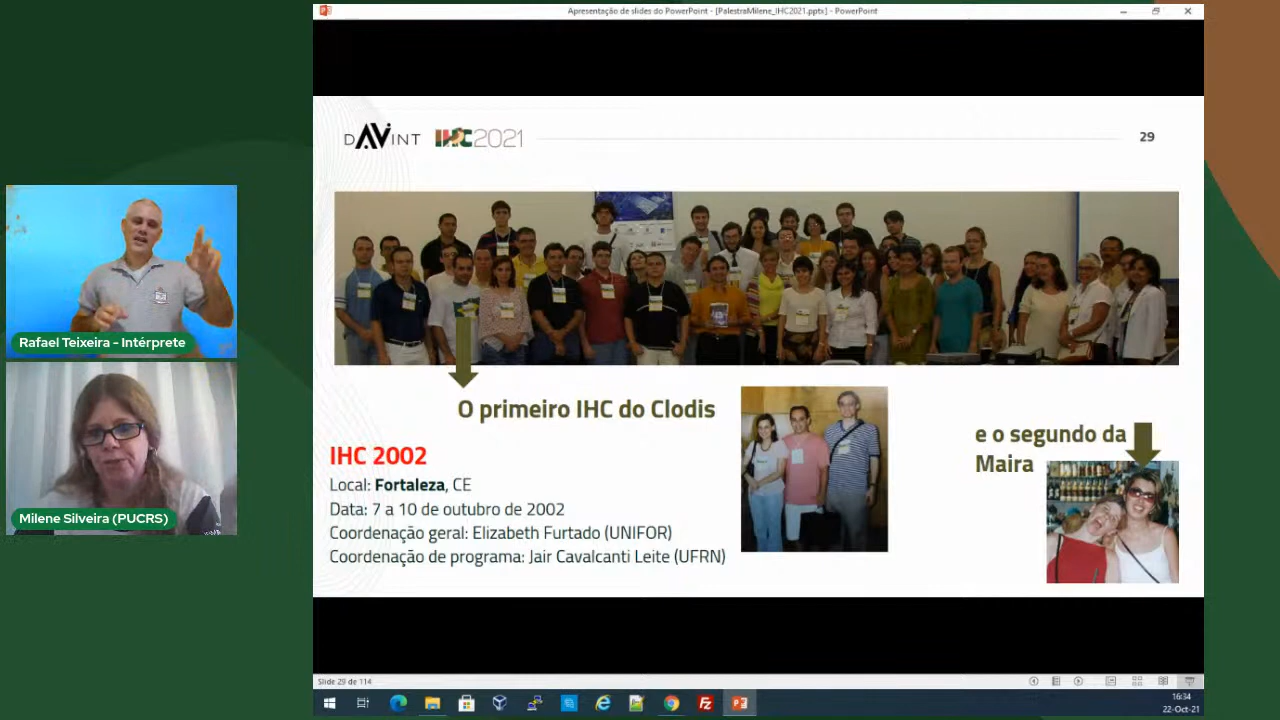 Apresentação de slides do PowerPoint - [PalestraMilene_IHC2021.pptx] - PowerPoint
DAVINT IHC2021
29
O primeiro IHC do Clodis
e o segundo da
Maira
IHC 2002
Local: Fortaleza, CE
Data: 7 a 10 de outubro de 2002
Coordenação geral: Elizabeth Furtado (UNIFOR)
Coordenação de programa: Jair Cavalcanti Leite (UFRN)
Rafael Teixeira - Intérprete
Milene Silveira (PUCRS)
Slide 29 de 114
16:34
22-Oct-21